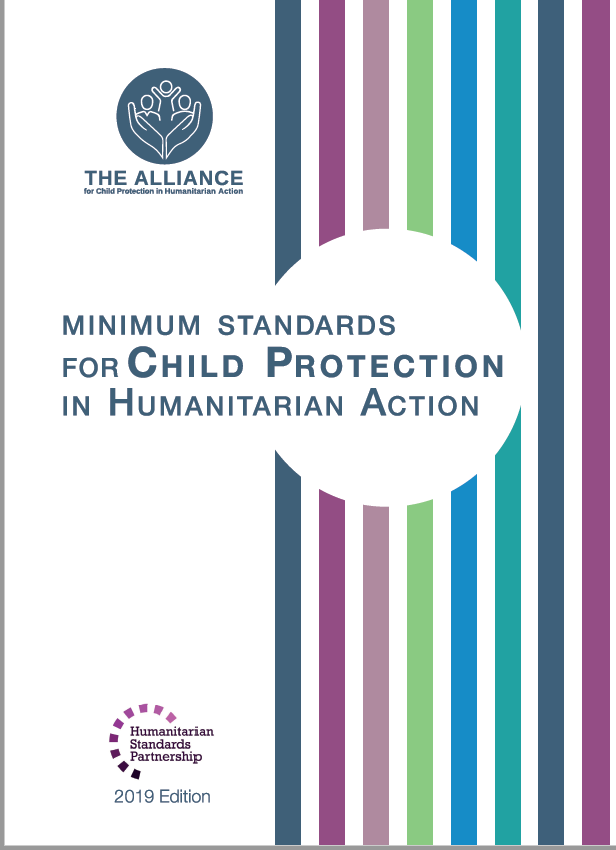 THE ALLIANCE
for Child Protection in Humanitarian Action
MINIMUM STANDARDS
FOR CHILD PROTECTION
IN HUMANITARIAN ACTION
Humanitarian
Standards
Partnership
2019 Edition